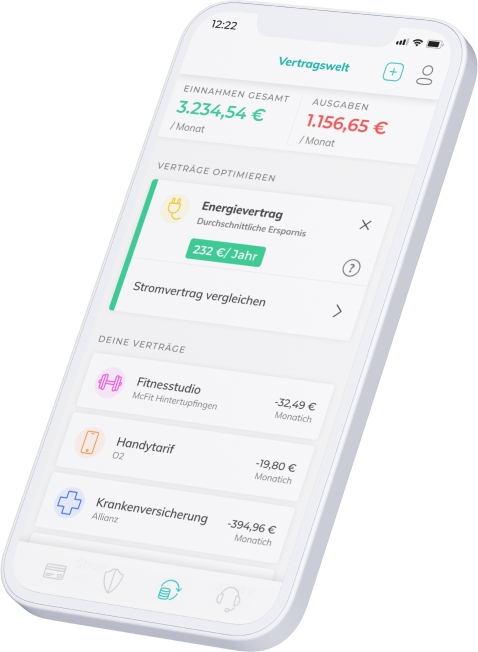 12:22
Vertragswelt
EINNAHMEN GESAMT
3.234,54 €
/ Monat
AUSGABEN
1.156,65 €
/ Monat
VERTRÄGE OPTIMIEREN
Energievertrag
Durchschnittliche Ersparnis
232 €/ Jahr
?
Stromvertrag vergleichen
DEINE VERTRÄGE
Fitnesstudio
McFit Hintertupfingen
-32,49 €
Monatlich
Handytarif
O2
-19,80 €
Monatlich
Krankenversicherung
Allianz
-394,96 €
Monatlich